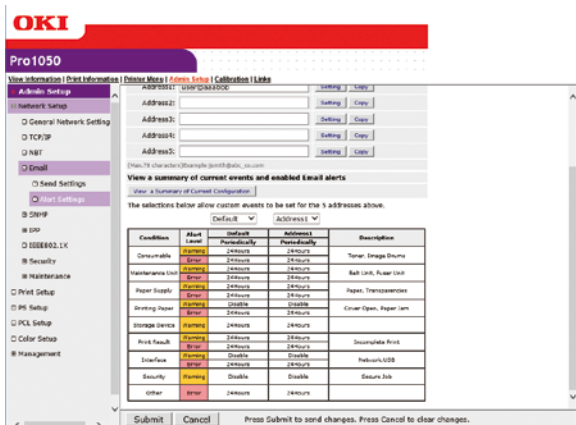 OKI
Pro1050
View Information | Print Information | Printer Menu | Admin Setup | Calibration | Links
Admin Setup
Network Setup
General Network Setting
TCP/IP
NBT
Email
Send Settings
Alert Settings
SNMP
IPP
IEEE802.1X
Security
Maintenance
Print Setup
PS Setup
PCL Setup
Color Setup
Management
Address1: Setting Copy
Address2: Setting Copy
Address3: Setting Copy
Address4: Setting Copy
Address5: Setting Copy
View a summary of current events and enabled Email alerts
View a Summary of Current Configuration
The selections below allow custom events to be set for the 5 addresses above.
Default Address1
Condition Alert Level Default Periodically Address1 Periodically Description
Consumable Warning 24Hours 24Hours Toner, Image Drums
Error 24Hours 24Hours
Maintenance Unit Warning 24Hours 24Hours Belt Unit, Fuser Unit
Error 24Hours 24Hours
Paper Supply Warning 24Hours 24Hours Paper, Transparencies
Error 24Hours 24Hours
Printing Paper Warning Disable Disable Cover Open, Paper Jam
Error 24Hours 24Hours
Storage Device Warning 24Hours 24Hours
Print Result Warning 24Hours 24Hours Incomplete Print
Error 24Hours 24Hours
Interface Warning Disable Disable Network,USB
Error Disable Disable
Security Warning Disable Disable Secure Job
Other Error 24Hours 24Hours
Submit Cancel Press Submit to send changes. Press Cancel to clear changes.